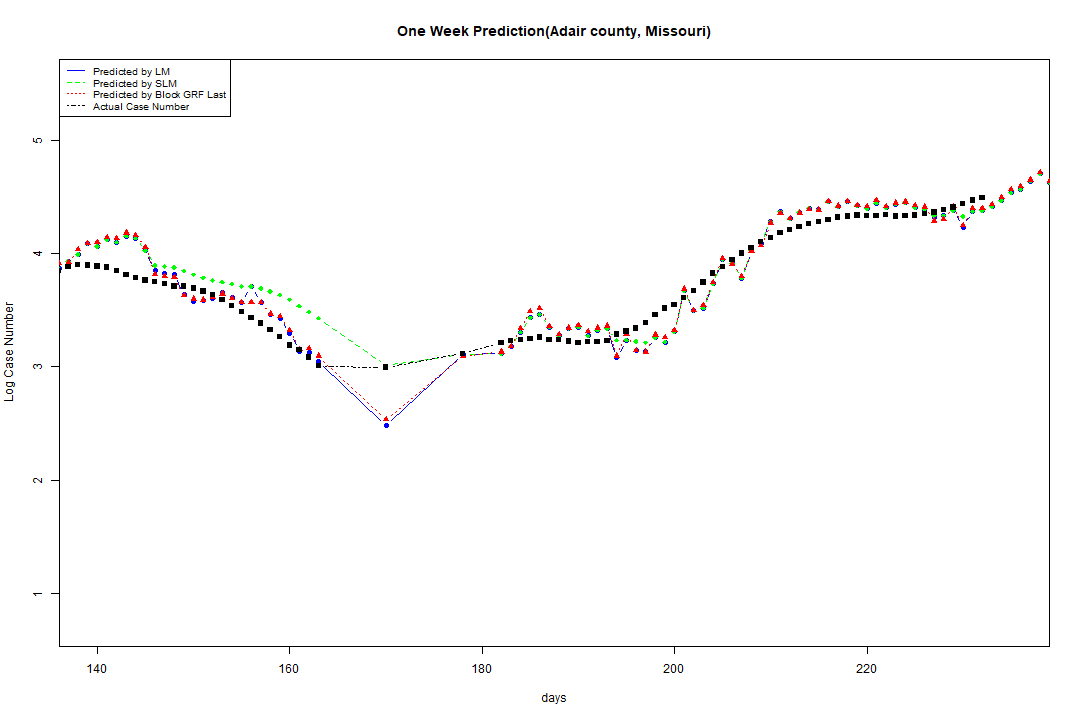 One Week Prediction(Adair county, Missouri)
Predicted by LM
Predicted by SLM
Predicted by Block GRF Last
Actual Case Number
5
4
3
2
1
Log Case Number
140 160 180 200 220
days